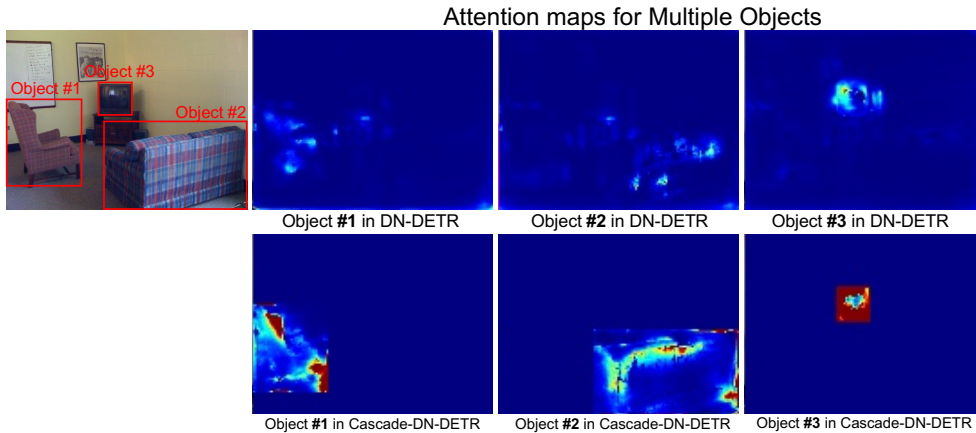 Attention maps for Multiple Objects
Object #1
Object #3
Object #2
Object #1 in DN-DETR
Object #2 in DN-DETR
Object #3 in DN-DETR
Object #1 in Cascade-DN-DETR
Object #2 in Cascade-DN-DETR
Object #3 in Cascade-DN-DETR